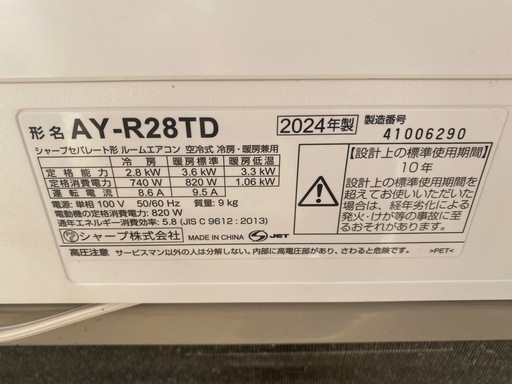 形名 AY-R28TD 2024年製 製造番号 41006290
シャープセパレート形 ルームエアコン 空冷式 冷房・暖房兼用
冷房 暖房標準 暖房低温
定格能力 2.8 kW 3.6 kW 3.3 kW
定格消費電力 740 W 820 W 1.06 kW
運転電流 8.6 A 9.5 A
電源: 単相 100 V 50/60 Hz 質量: 9 kg
電動機の定格消費電力: 820 W
通年エネルギー消費効率: 5.8 (JIS C 9612 : 2013)
シャープ株式会社 MADE IN CHINA JET
高圧注意 サービスマン以外の人は分解しないでください。内部に高電圧部があり、さわると危険です。
【設計上の標準使用期間】
10年
設計上の標準使用期間を
超えてお使いいただいた
場合は、経年劣化による
発火・けが等の事故に至
るおそれがあります。
>PET<